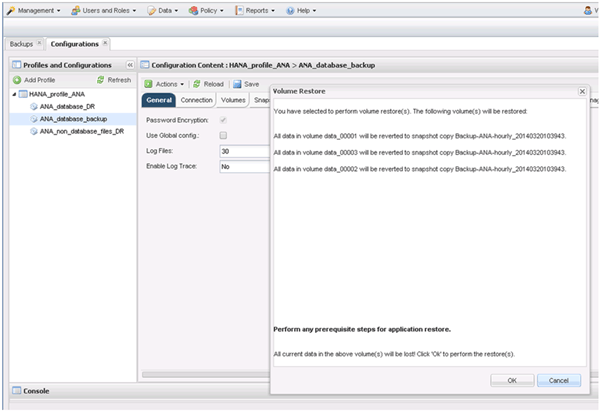 Management Users and Roles Data Policy Reports Help
Backups Configurations
Profiles and Configurations
Configuration Content : HANA_profile_ANA > ANA_database_backup
Add Profile Refresh
Actions Reload Save
HANA_profile_ANA
ANA_database_DR
ANA_database_backup
ANA_non_database_files_DR
General Connection Volumes Snap
Password Encryption:
Use Global config.:
Log Files: 30
Enable Log Trace: No
Volume Restore
You have selected to perform volume restore(s). The following volume(s) will be restored:
All data in volume data_00001 will be reverted to snapshot copy Backup-ANA-hourly_20140320103943.
All data in volume data_00003 will be reverted to snapshot copy Backup-ANA-hourly_20140320103943.
All data in volume data_00002 will be reverted to snapshot copy Backup-ANA-hourly_20140320103943.
Perform any prerequisite steps for application restore.
All current data in the above volume(s) will be lost! Click 'Ok' to perform the restore(s).
OK Cancel
Console